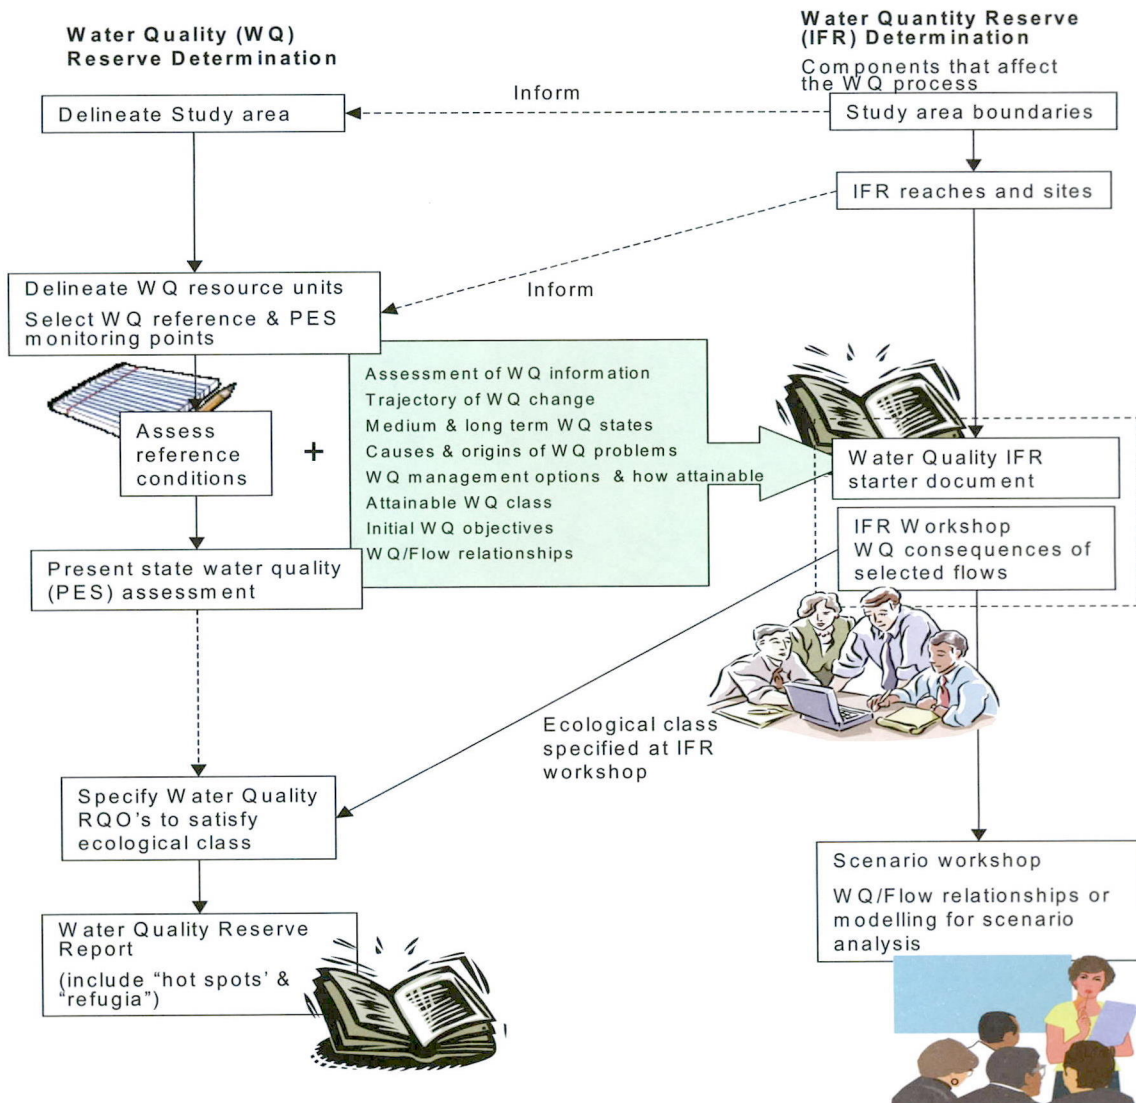 Water Quality (WQ)
Reserve Determination
Water Quantity Reserve
(IFR) Determination
Components that affect
the WQ process
Inform
Delineate Study area
Study area boundaries
IFR reaches and sites
Delineate WQ resource units
Select WQ reference & PES
monitoring points
Inform
Assess
reference
conditions
+
Assessment of WQ information
Trajectory of WQ change
Medium & long term WQ states
Causes & origins of WQ problems
WQ management options & how attainable
Attainable WQ class
Initial WQ objectives
WQ/Flow relationships
Water Quality IFR
starter document
IFR Workshop
WQ consequences of
selected flows
Present state water quality
(PES) assessment
Ecological class
specified at IFR
workshop
Specify Water Quality
RQO's to satisfy
ecological class
Scenario workshop
WQ/Flow relationships or
modelling for scenario
analysis
Water Quality Reserve
Report
(include "hot spots' &
"refugia")